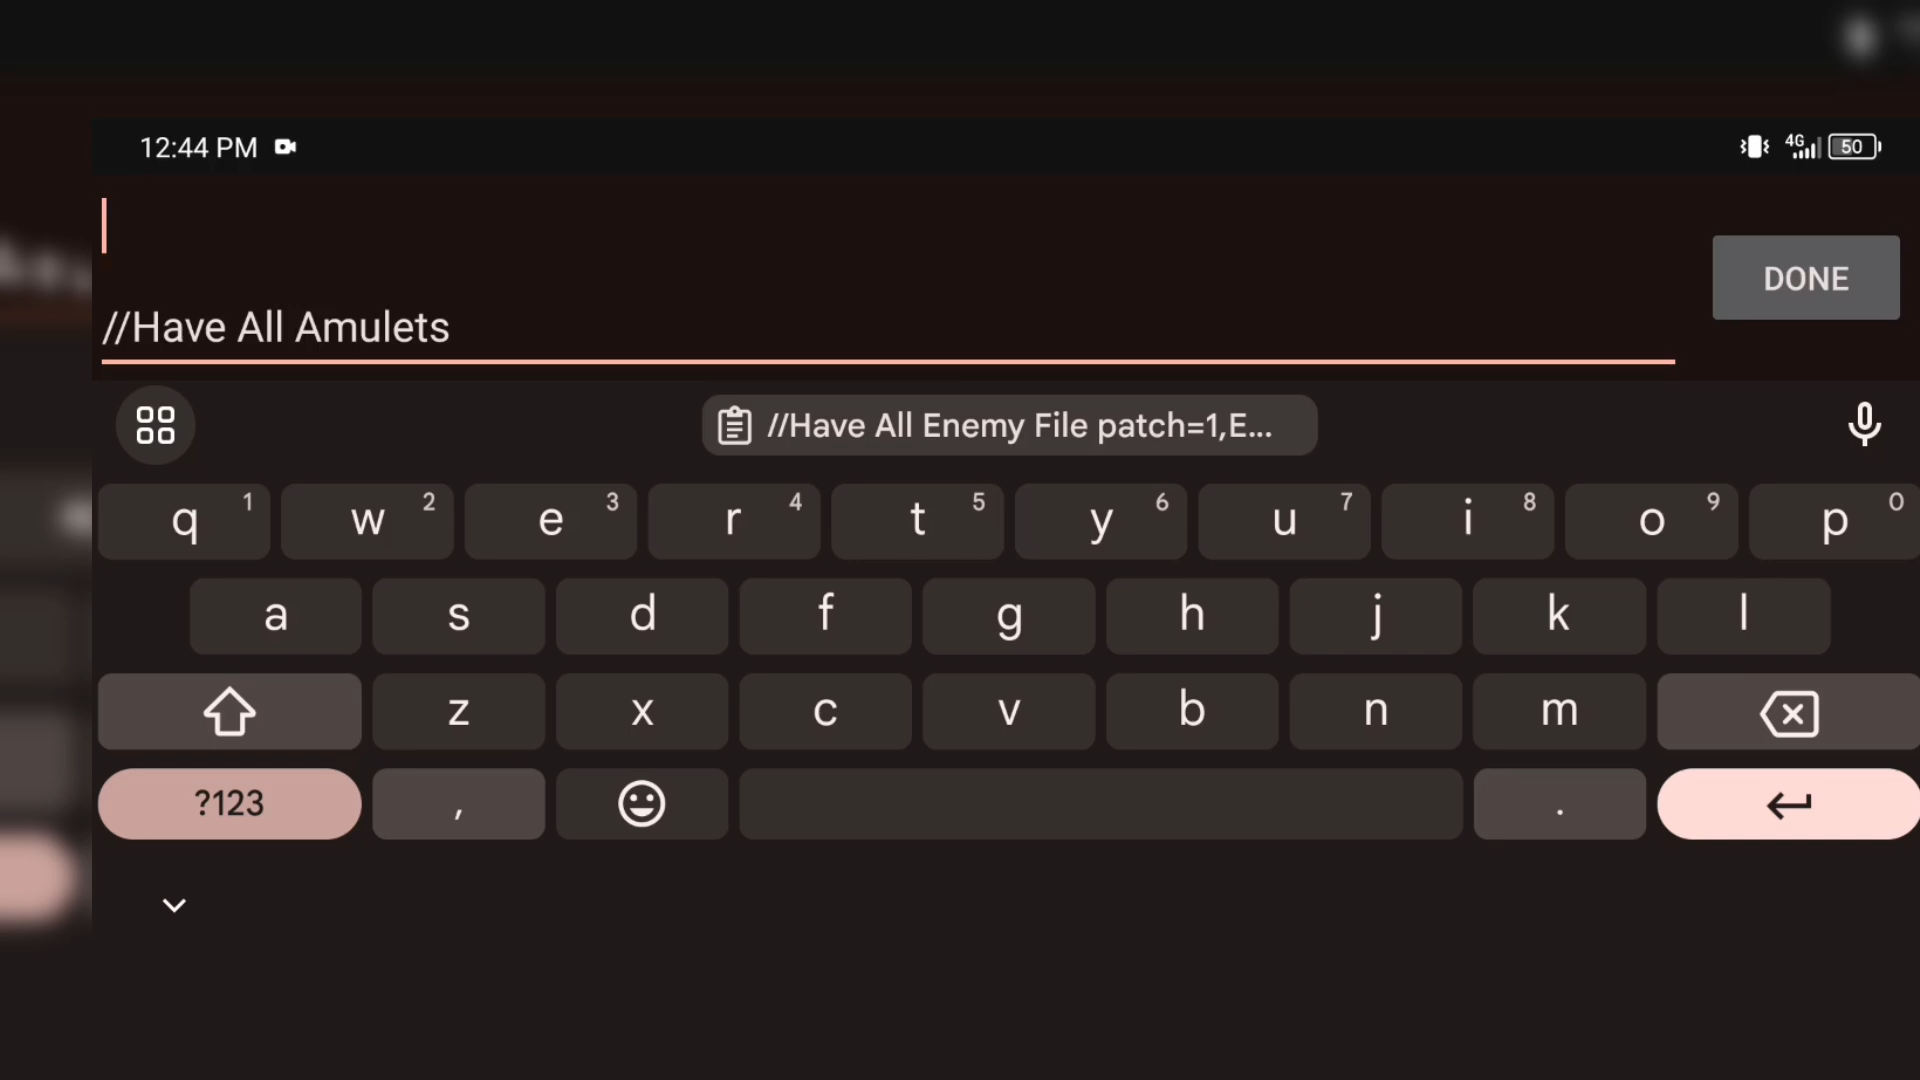 12:44 PM
4G
50
//Have All Amulets
DONE
//Have All Enemy File patch=1,E...
q 1 w 2 e 3 r 4 t 5 y 6 u 7 i 8 o 9 p 0
a s d f g h j k l
z x c v b n m
?123 , .